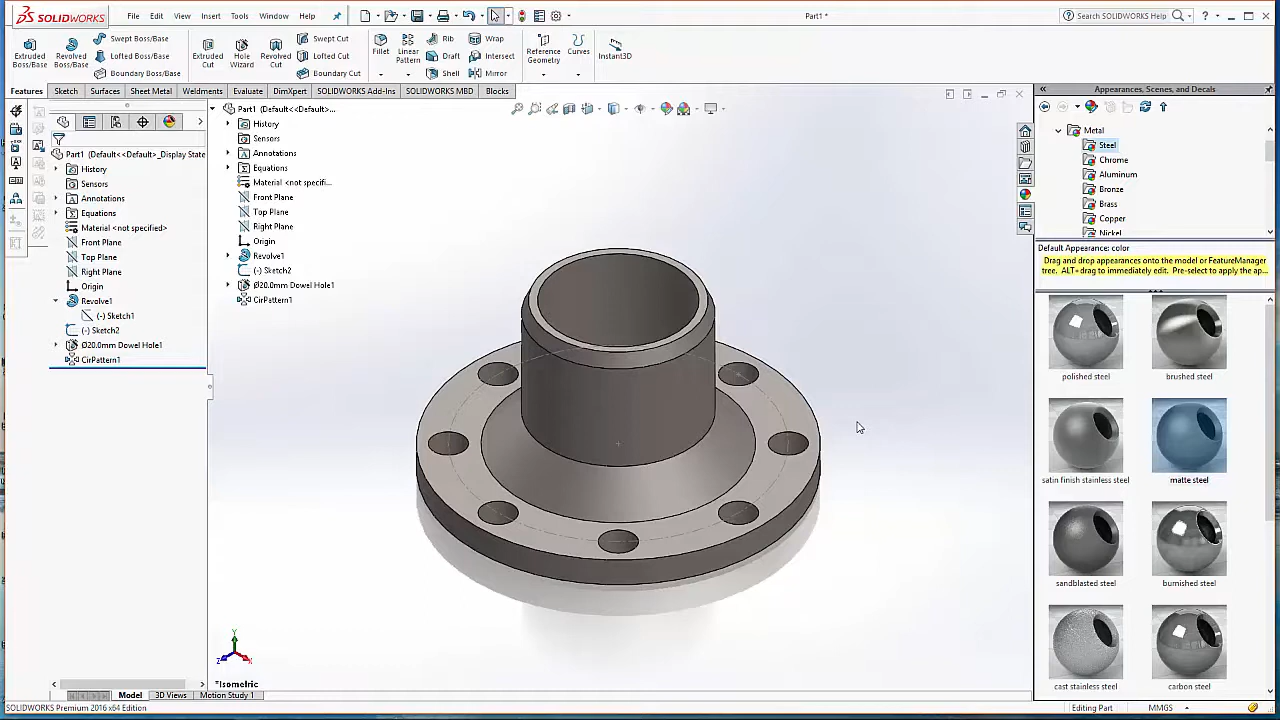 SOLIDWORKS
File Edit View Insert Tools Window Help
Part1 *
Search SOLIDWORKS Help
Extruded Boss/Base
Revolved Boss/Base
Swept Boss/Base
Lofted Boss/Base
Boundary Boss/Base
Extruded Cut
Hole Wizard
Revolved Cut
Swept Cut
Lofted Cut
Boundary Cut
Fillet
Linear Pattern
Rib
Draft
Shell
Wrap
Intersect
Mirror
Reference Geometry
Curves
Instant3D
Features Sketch Surfaces Sheet Metal Weldments Evaluate DimXpert SOLIDWORKS Add-Ins SOLIDWORKS MBD Blocks
Part1 (Default<<Default>_Display State
History
Sensors
Annotations
Equations
Material <not specified>
Front Plane
Top Plane
Right Plane
Origin
Revolve1
(-) Sketch1
(-) Sketch2
Ø20.0mm Dowel Hole1
CirPattern1
Part1 (Default<<Default>...
History
Sensors
Annotations
Equations
Material <not specifi...
Front Plane
Top Plane
Right Plane
Origin
Revolve1
(-) Sketch2
Ø20.0mm Dowel Hole1
CirPattern1
Y
Z
X
*Isometric
Appearances, Scenes, and Decals
Metal
Steel
Chrome
Aluminum
Bronze
Brass
Copper
Nickel
Default Appearance: color
Drag and drop appearances onto the model or FeatureManager
tree. ALT+drag to immediately edit. Pre-select to apply the ap...
polished steel
brushed steel
satin finish stainless steel
matte steel
sandblasted steel
burnished steel
cast stainless steel
carbon steel
Model 3D Views Motion Study 1
SOLIDWORKS Premium 2016 x64 Edition
Editing Part
MMGS